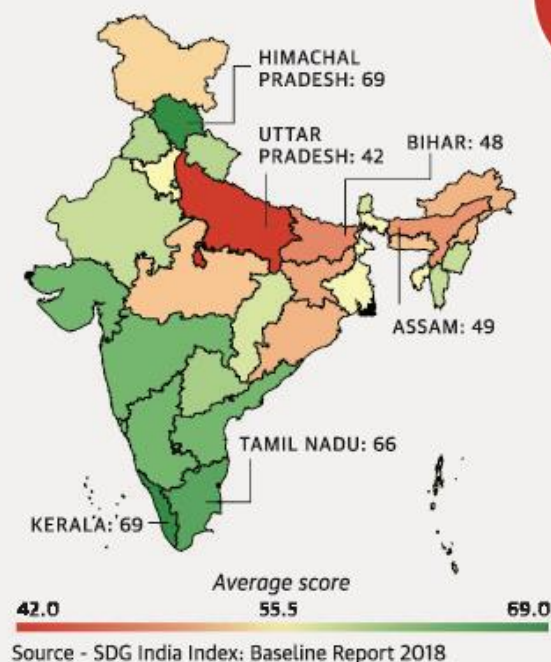 HIMACHAL
PRADESH: 69
UTTAR
PRADESH: 42
BIHAR: 48
ASSAM: 49
TAMIL NADU: 66
KERALA: 69
Average score
42.0 55.5 69.0
Source - SDG India Index: Baseline Report 2018